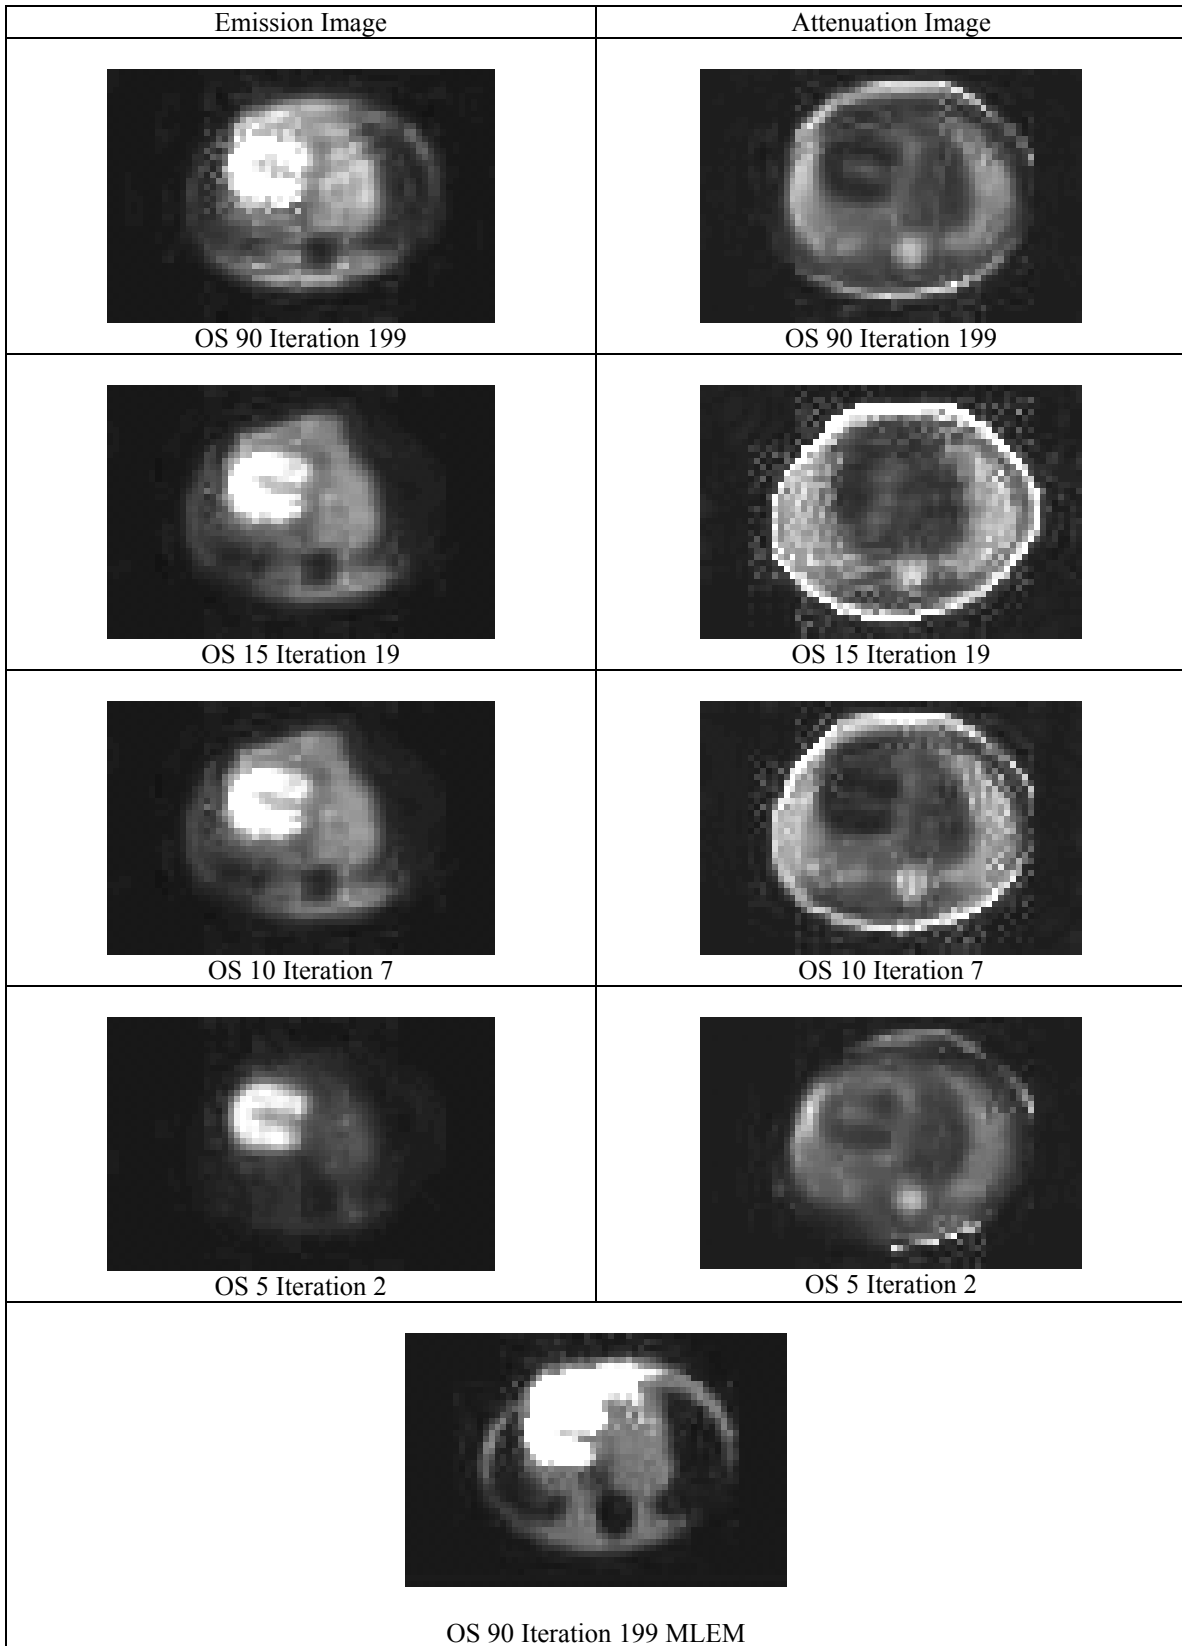 Emission Image
Attenuation Image
OS 90 Iteration 199
OS 90 Iteration 199
OS 15 Iteration 19
OS 15 Iteration 19
OS 10 Iteration 7
OS 10 Iteration 7
OS 5 Iteration 2
OS 5 Iteration 2
OS 90 Iteration 199 MLEM